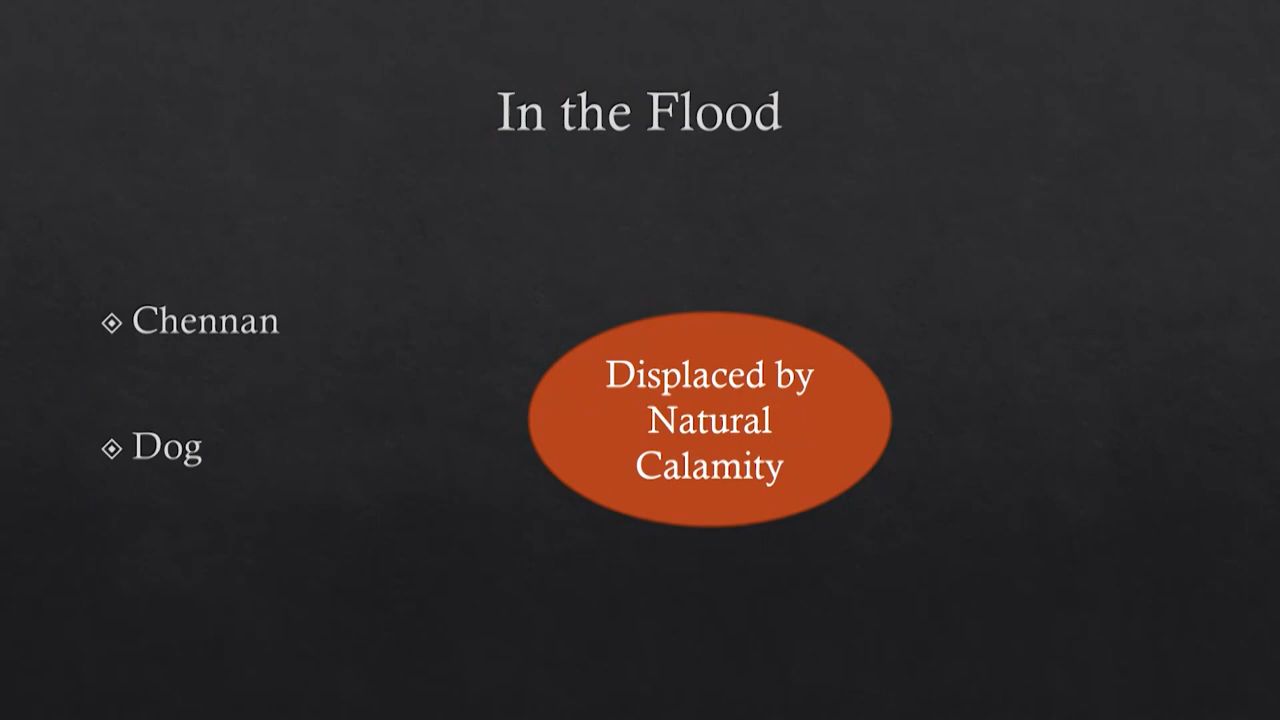 In the Flood
Chennan
Dog
Displaced by
Natural
Calamity